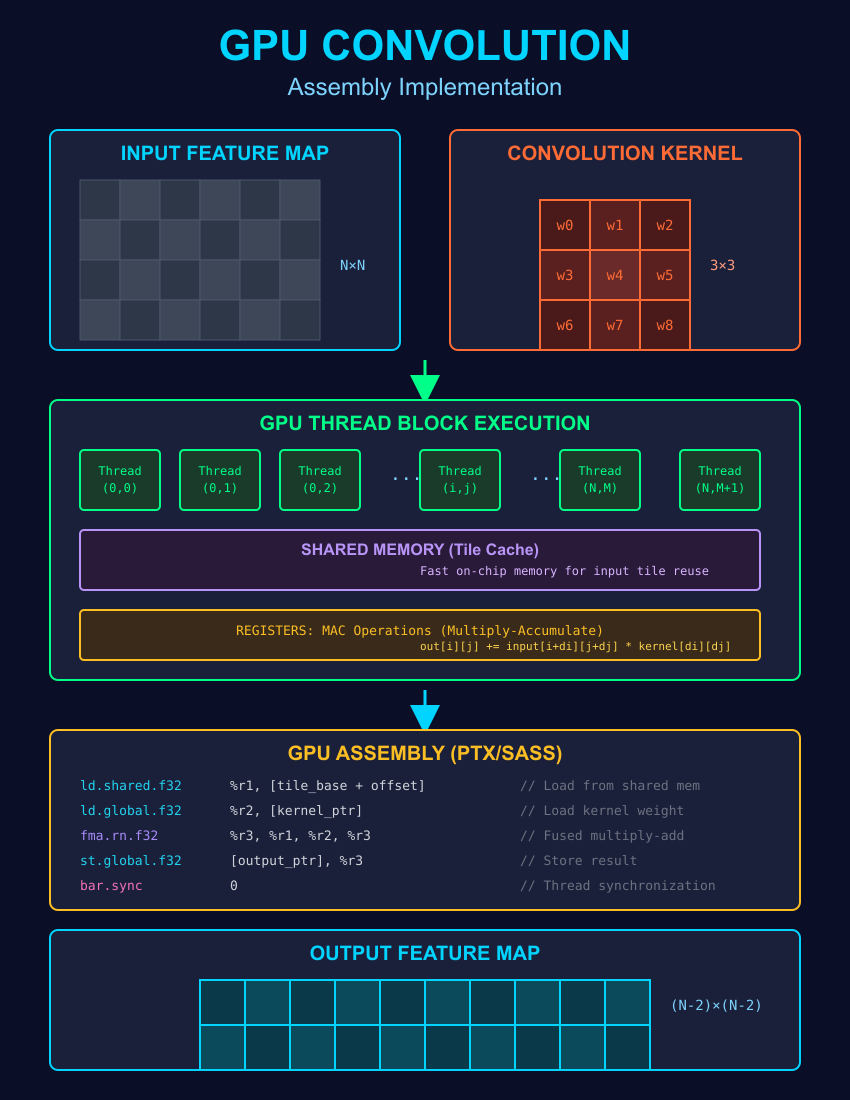 GPU CONVOLUTION
Assembly Implementation
INPUT FEATURE MAP
N×N
CONVOLUTION KERNEL
w0 w1 w2
w3 w4 w5
w6 w7 w8
3×3
GPU THREAD BLOCK EXECUTION
Thread
(0,0)
Thread
(0,1)
Thread
(0,2)
...
Thread
(i,j)
...
Thread
(N,M)
Thread
(N,M+1)
SHARED MEMORY (Tile Cache)
Fast on-chip memory for input tile reuse
REGISTERS: MAC Operations (Multiply-Accumulate)
out[i][j] += input[i+di][j+dj] * kernel[di][dj]
GPU ASSEMBLY (PTX/SASS)
ld.shared.f32 %r1, [tile_base + offset] // Load from shared mem
ld.global.f32 %r2, [kernel_ptr] // Load kernel weight
fma.rn.f32 %r3, %r1, %r2, %r3 // Fused multiply-add
st.global.f32 [output_ptr], %r3 // Store result
bar.sync 0 // Thread synchronization
OUTPUT FEATURE MAP
(N-2)×(N-2)